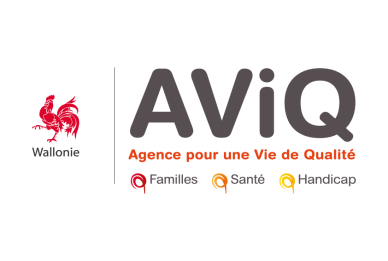 Wallonie
AViQ
Agence pour une Vie de Qualité
Familles Santé Handicap